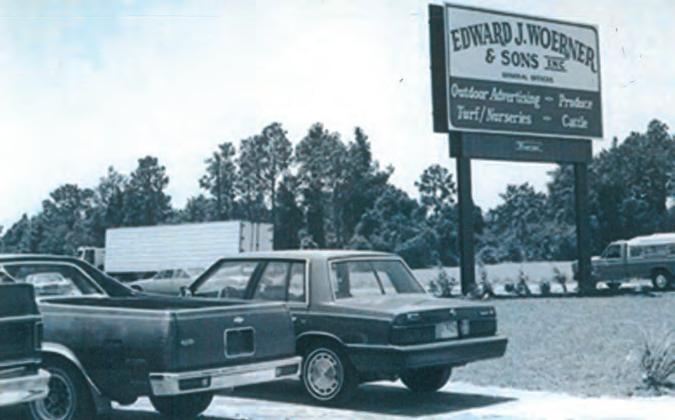 EDWARD J. WOERNER
& SONS INC.
GENERAL OFFICES
Outdoor Advertising - Produce
Turf/Nurseries - Cattle